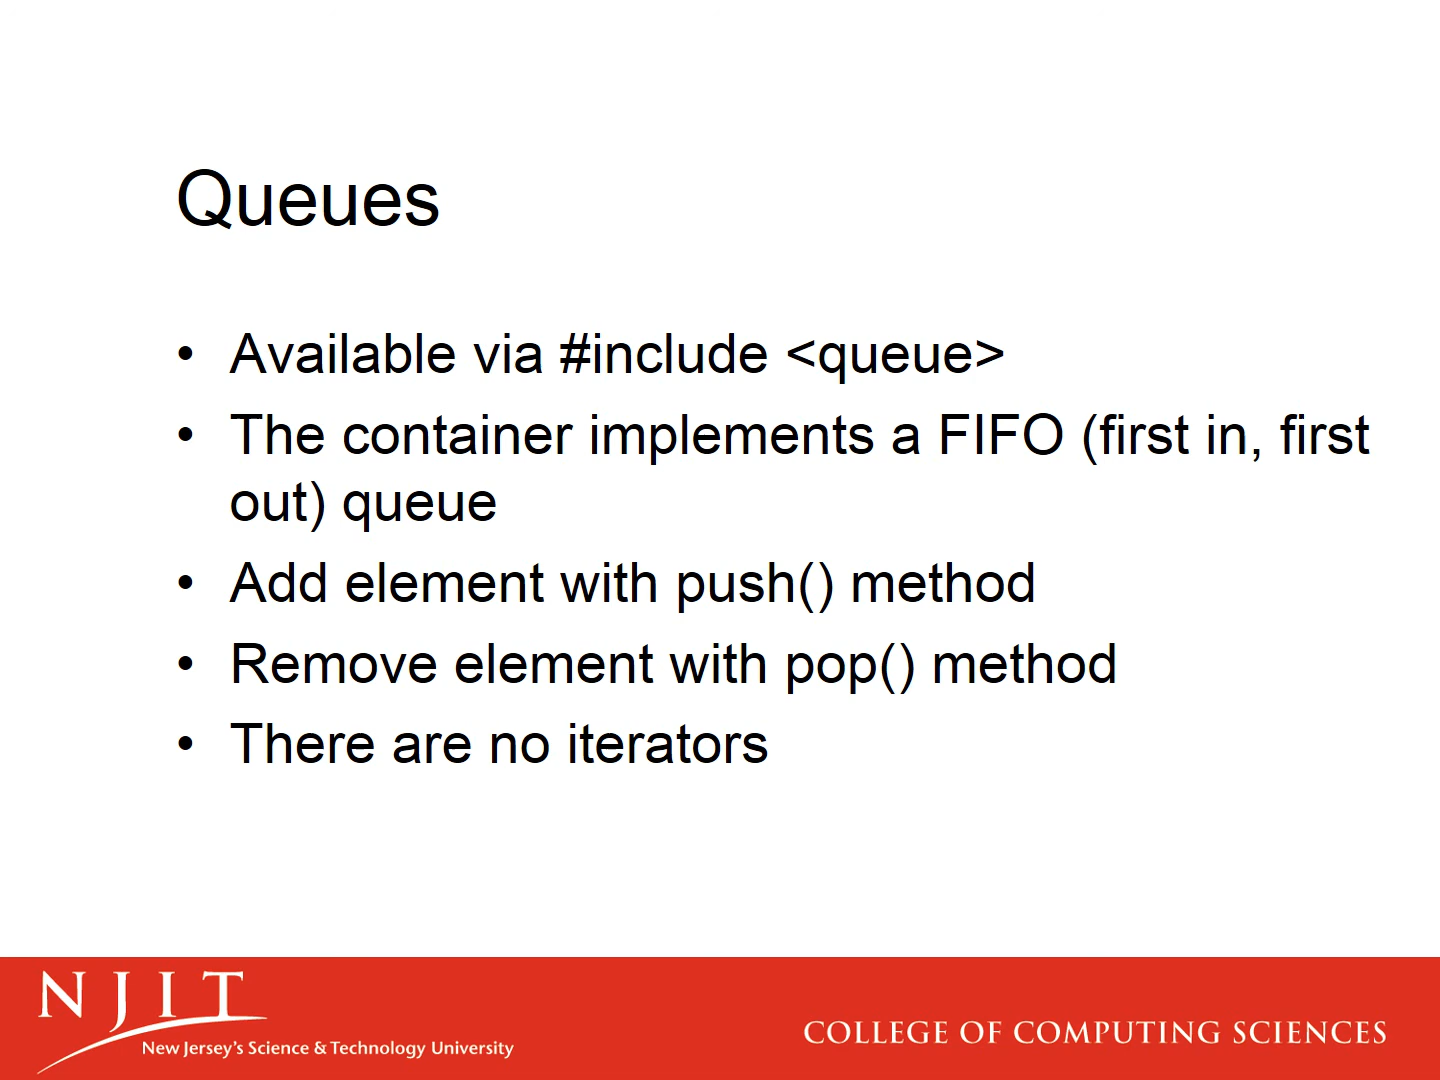 Queues
• Available via #include <queue>
• The container implements a FIFO (first in, first
out) queue
• Add element with push() method
• Remove element with pop() method
• There are no iterators
NJIT
New Jersey's Science & Technology University
COLLEGE OF COMPUTING SCIENCES